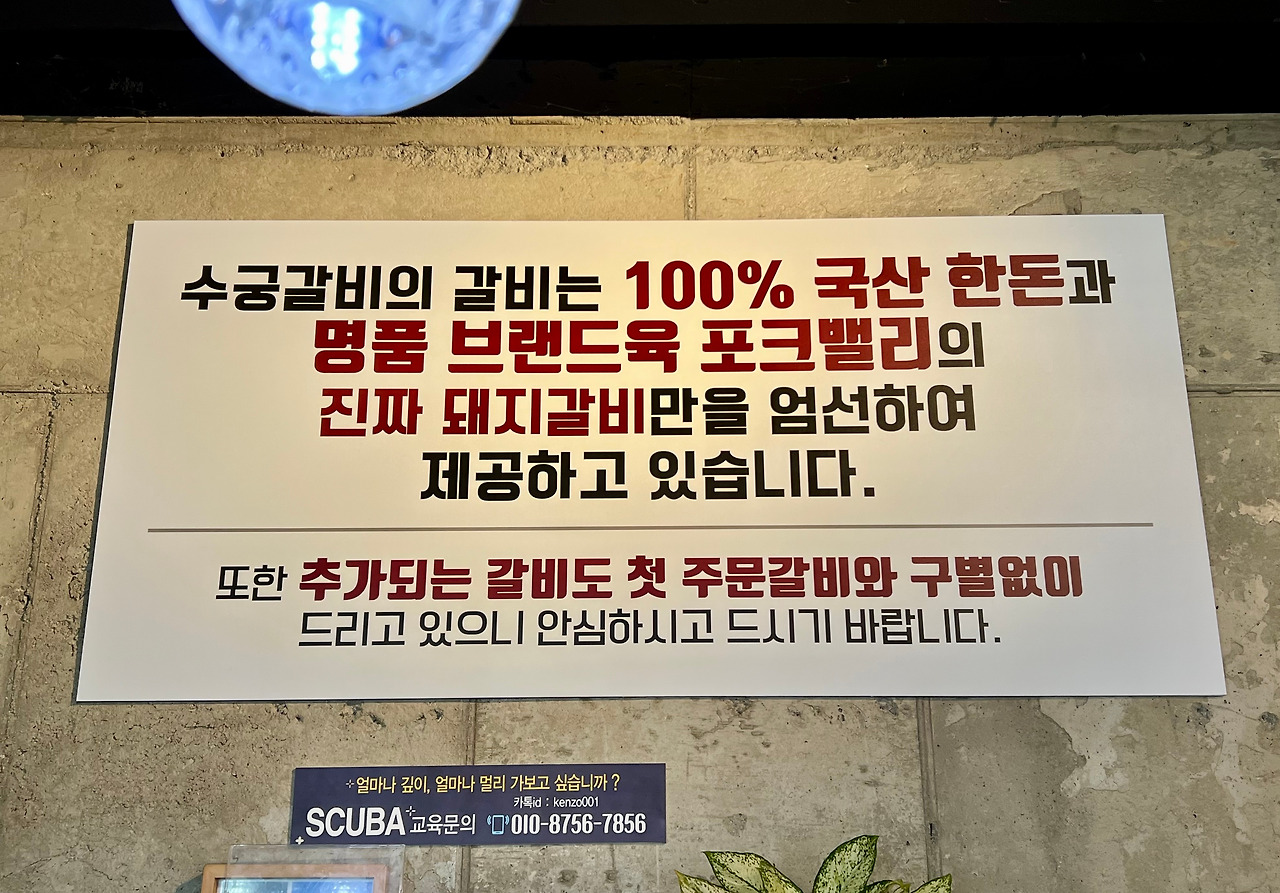 수궁갈비의 갈비는 100% 국산 한돈과
명품 브랜드육 포크밸리의
진짜 돼지갈비만을 엄선하여
제공하고 있습니다.
또한 추가되는 갈비도 첫 주문갈비와 구별없이
드리고 있으니 안심하시고 드시기 바랍니다.
얼마나 깊이, 얼마나 멀리 가보고 싶습니까 ?
카톡id : kenzo001
SCUBA 교육문의 010-8756-7856